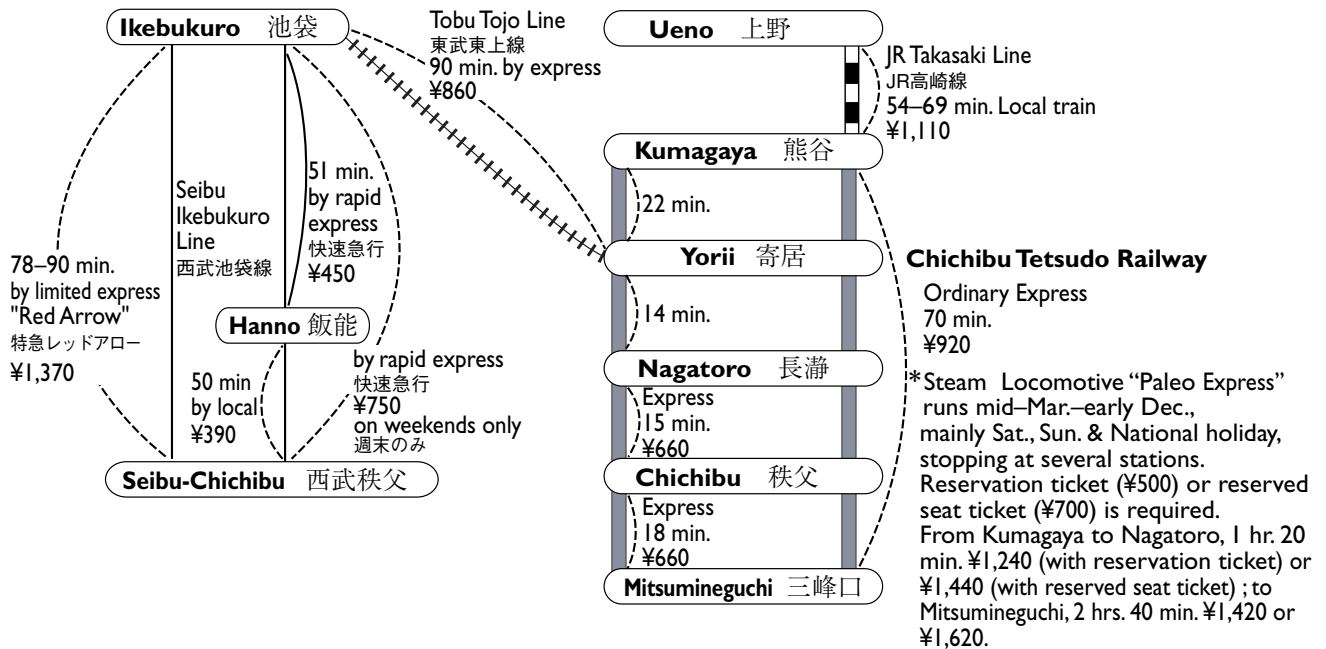 Ikebukuro 池袋
Tobu Tojo Line
東武東上線
90 min. by express
¥860
Seibu
Ikebukuro
Line
西武池袋線
51 min.
by rapid
express
快速急行
¥450
78–90 min.
by limited express
"Red Arrow"
特急レッドアロー
¥1,370
Hanno 飯能
50 min
by local
¥390
by rapid express
快速急行
¥750
on weekends only
週末のみ
Seibu-Chichibu 西武秩父
Ueno 上野
JR Takasaki Line
JR高崎線
54–69 min. Local train
¥1,110
Kumagaya 熊谷
22 min.
Yorii 寄居
14 min.
Nagatoro 長瀞
Express
15 min.
¥660
Chichibu 秩父
Express
18 min.
¥660
Mitsumineguchi 三峰口
Chichibu Tetsudo Railway
Ordinary Express
70 min.
¥920
*Steam Locomotive “Paleo Express”
runs mid–Mar.–early Dec.,
mainly Sat., Sun. & National holiday,
stopping at several stations.
Reservation ticket (¥500) or reserved
seat ticket (¥700) is required.
From Kumagaya to Nagatoro, 1 hr. 20
min. ¥1,240 (with reservation ticket) or
¥1,440 (with reserved seat ticket) ; to
Mitsumineguchi, 2 hrs. 40 min. ¥1,420 or
¥1,620.